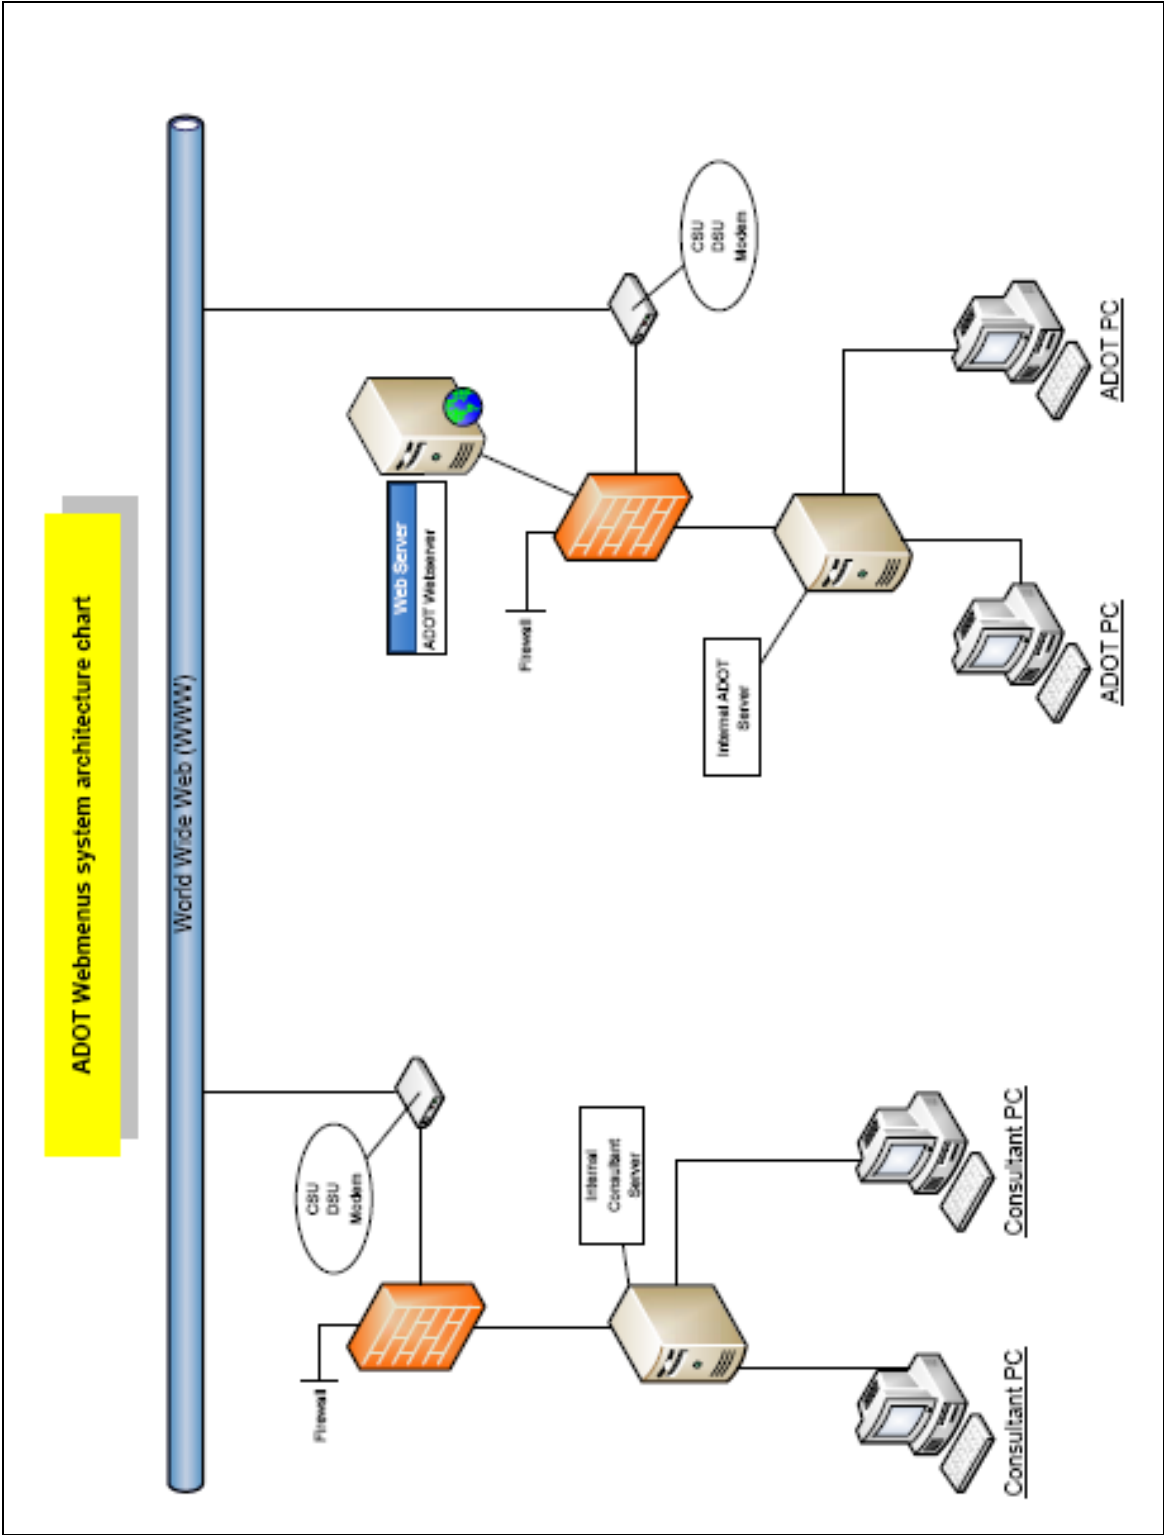 ADOT Webmenus system architecture chart
World Wide Web (WWW)
CSU
DSU
Modem
Firewall
Internal
Consultant
Server
Consultant PC
Consultant PC
Web Server
ADOT Webserver
CSU
DSU
Modem
Firewall
Internal ADOT
Server
ADOT PC
ADOT PC